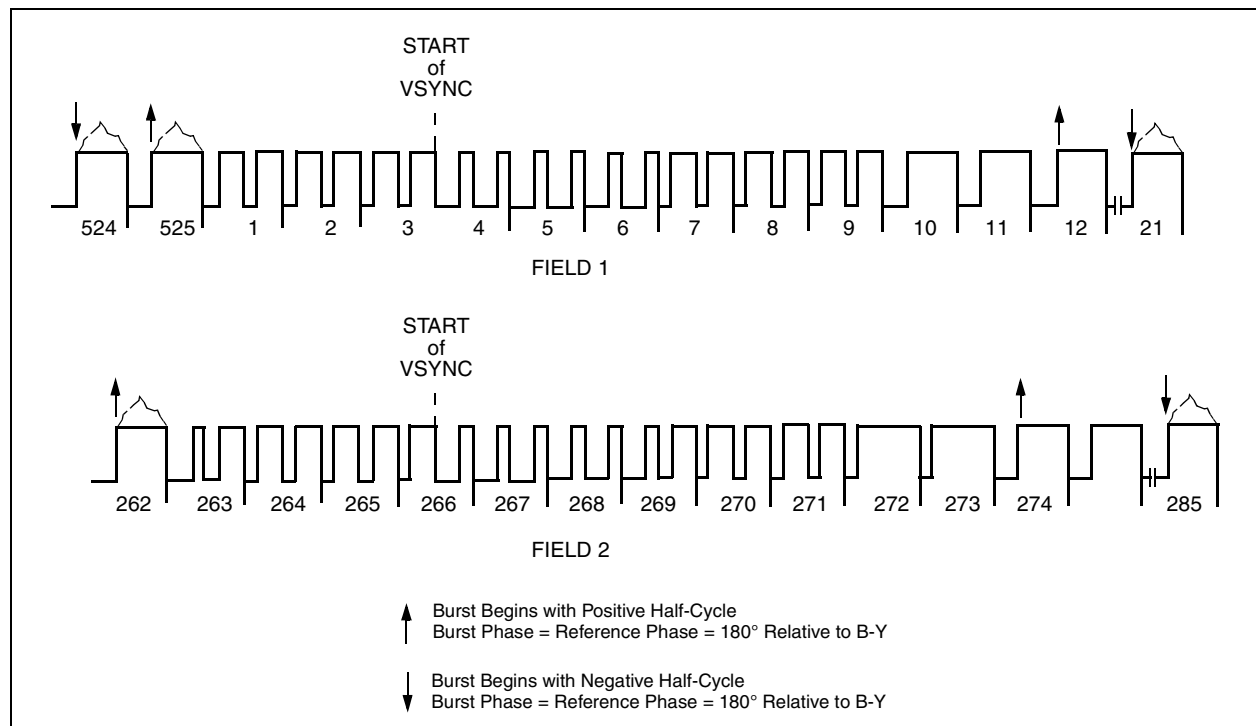 START
of
VSYNC
524 525 1 2 3 4 5 6 7 8 9 10 11 12 21
FIELD 1
START
of
VSYNC
262 263 264 265 266 267 268 269 270 271 272 273 274 285
FIELD 2
Burst Begins with Positive Half-Cycle
Burst Phase = Reference Phase = 180° Relative to B-Y
Burst Begins with Negative Half-Cycle
Burst Phase = Reference Phase = 180° Relative to B-Y